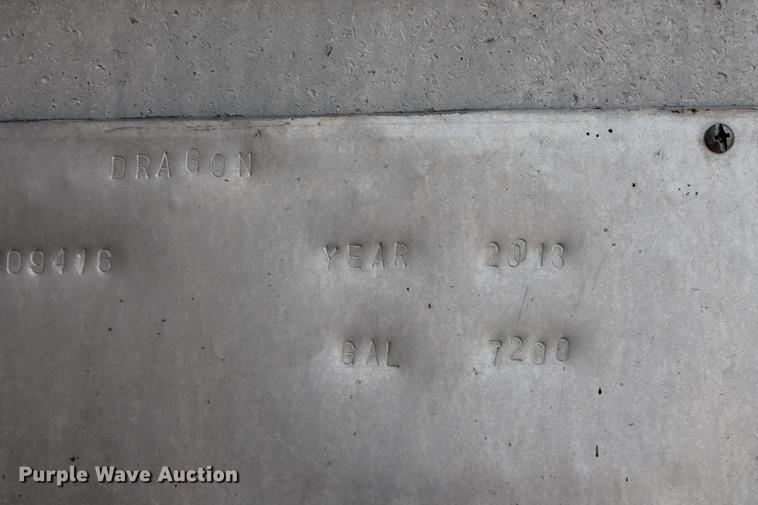 DRAGON
09416 YEAR 2013
GAL 7200
Purple Wave Auction